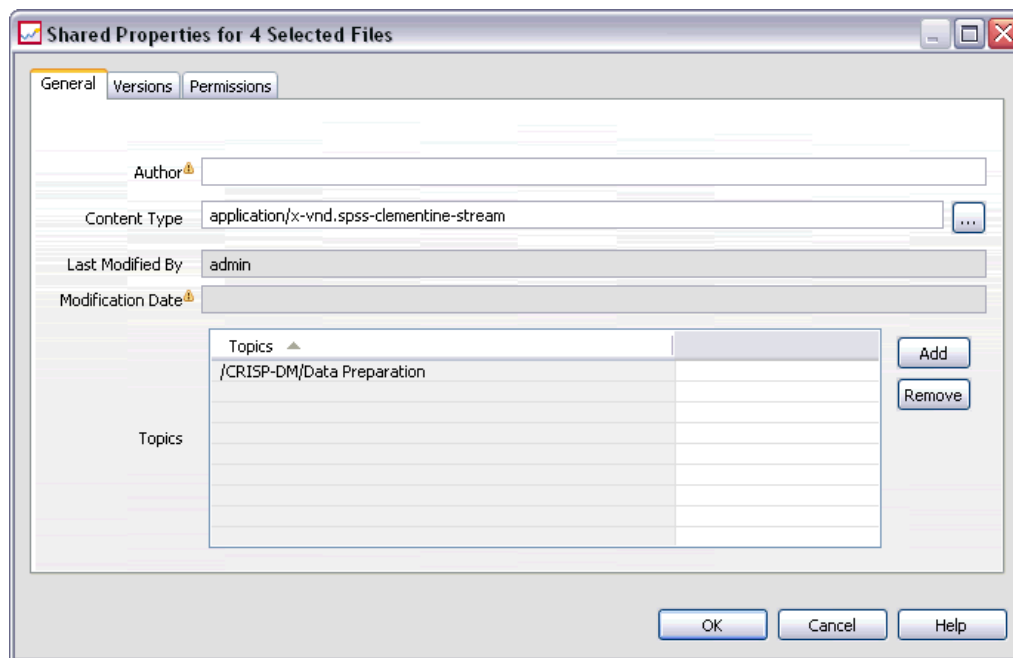 Shared Properties for 4 Selected Files
General Versions Permissions
Author
Content Type application/x-vnd.spss-clementine-stream ...
Last Modified By admin
Modification Date
Topics Add
/CRISP-DM/Data Preparation
Remove
Topics
OK Cancel Help